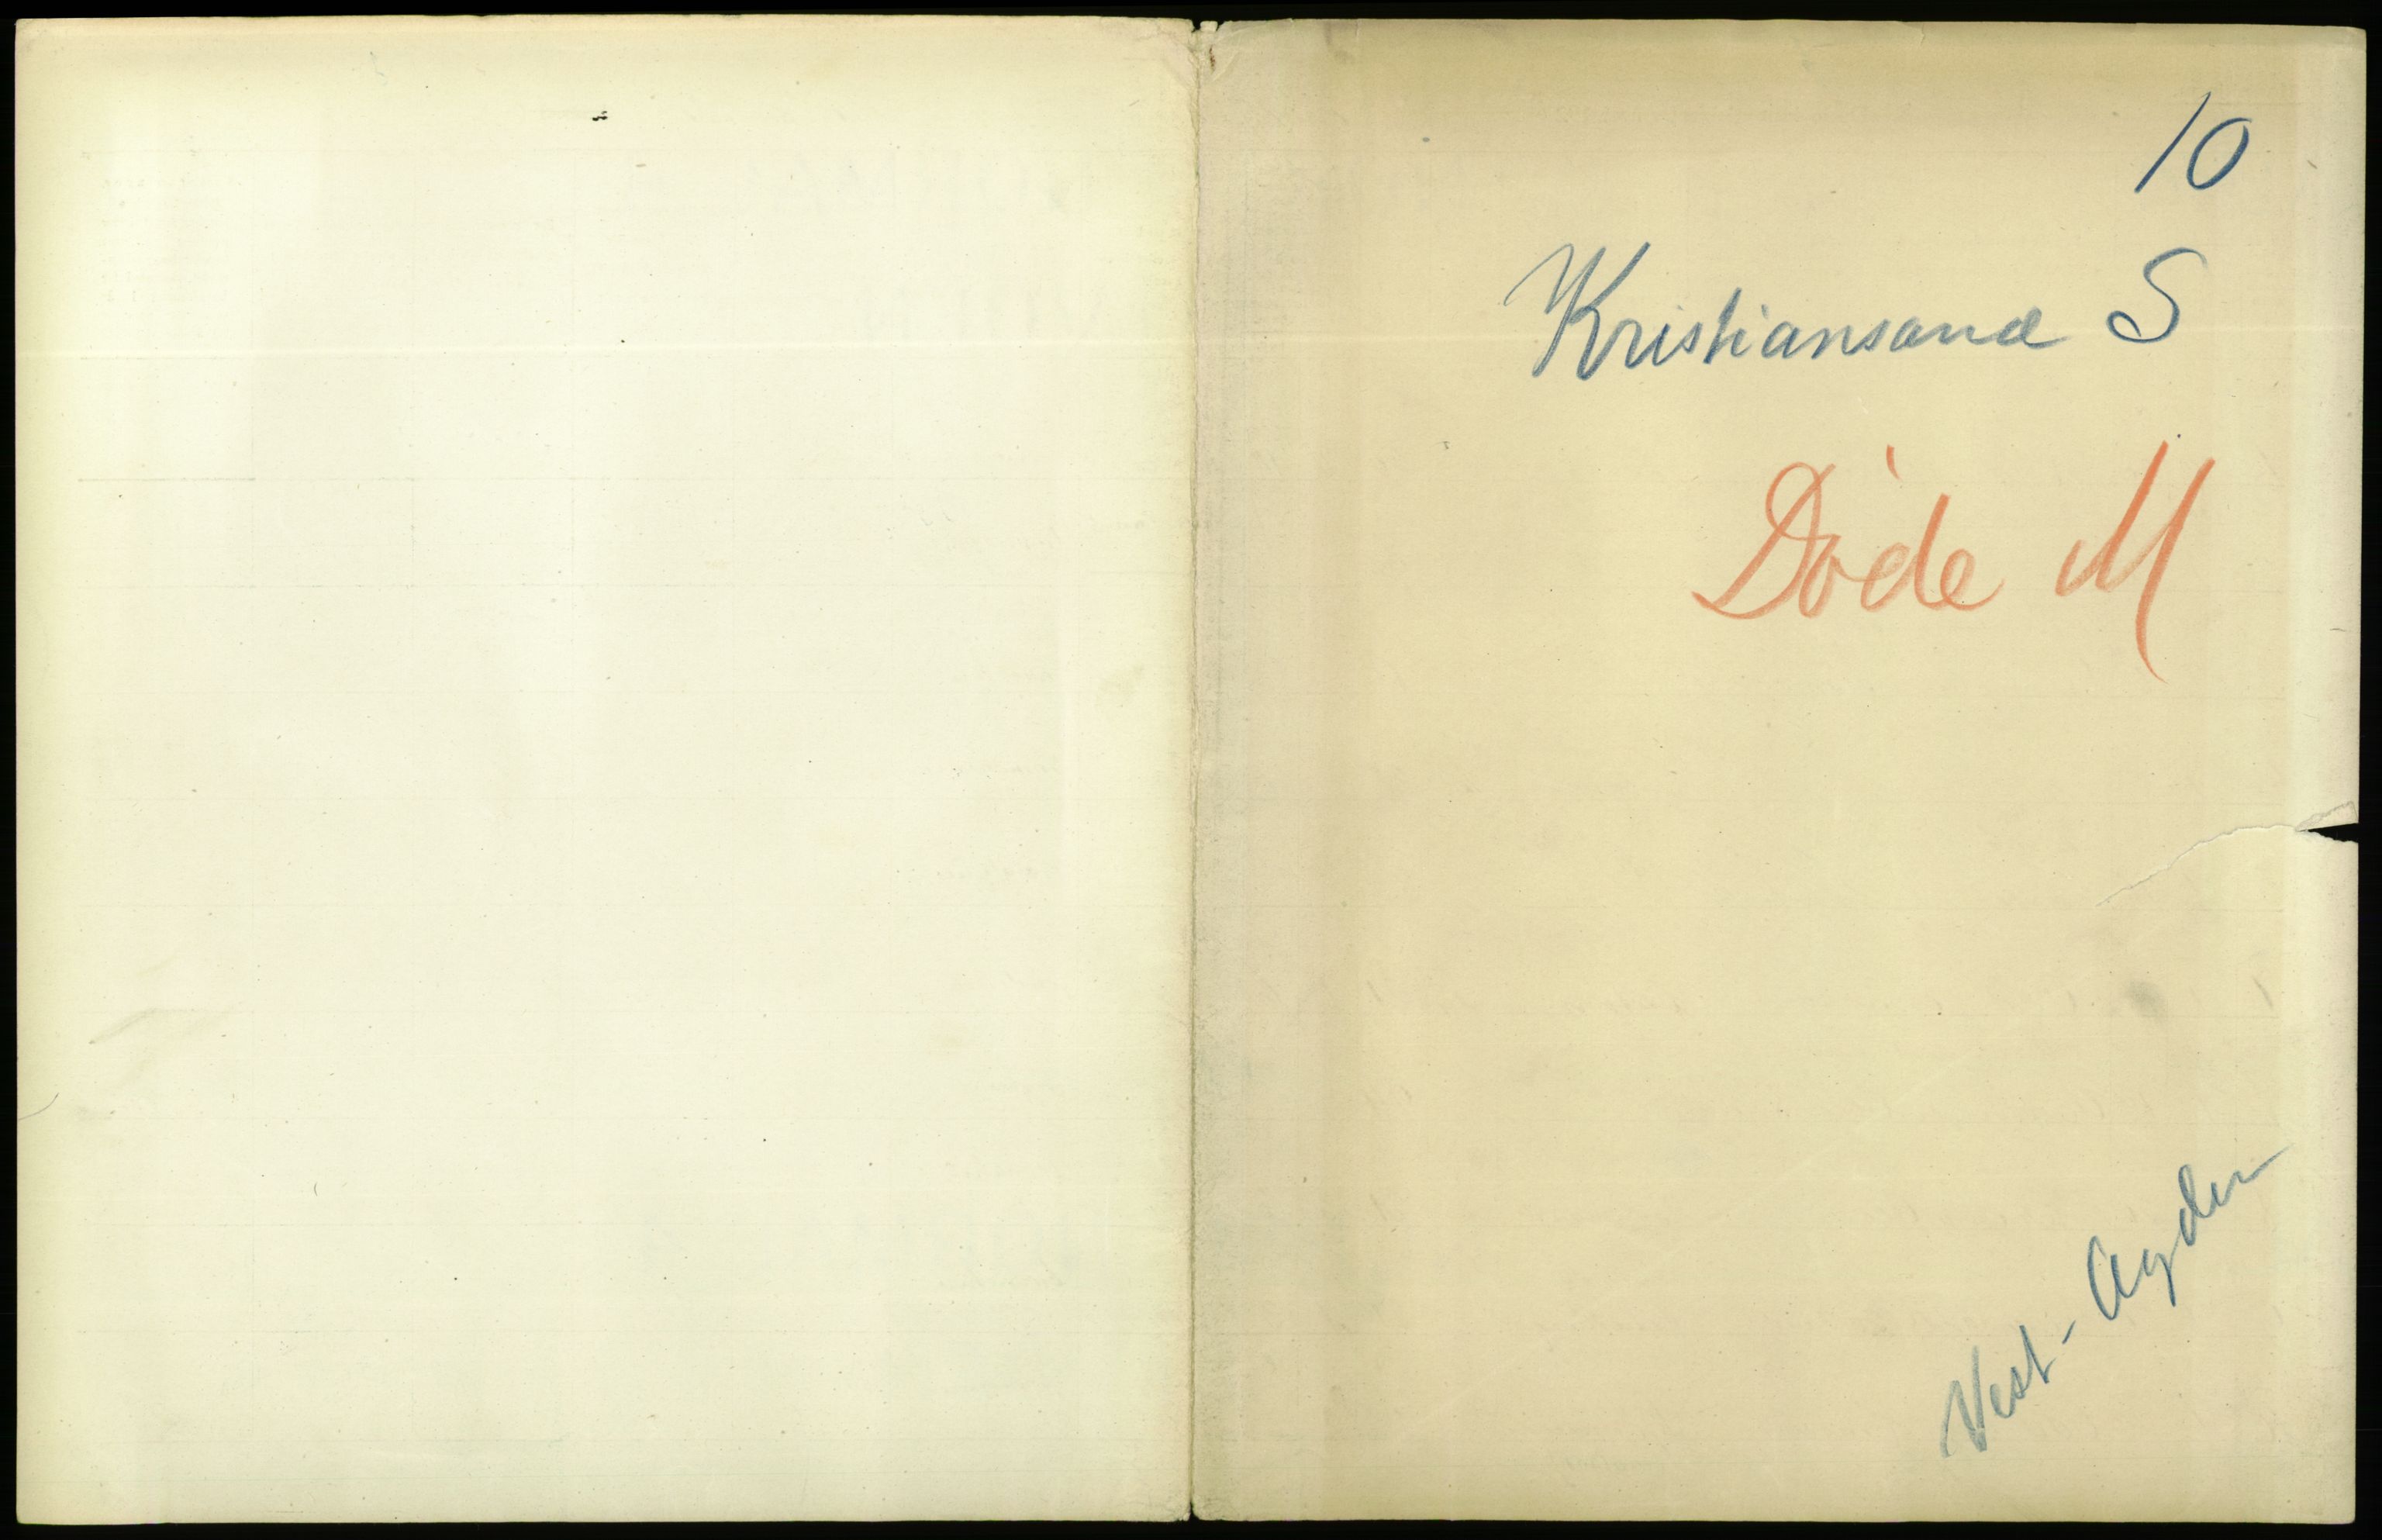 10
Kristiansand S
Døde M
Vest-Agder